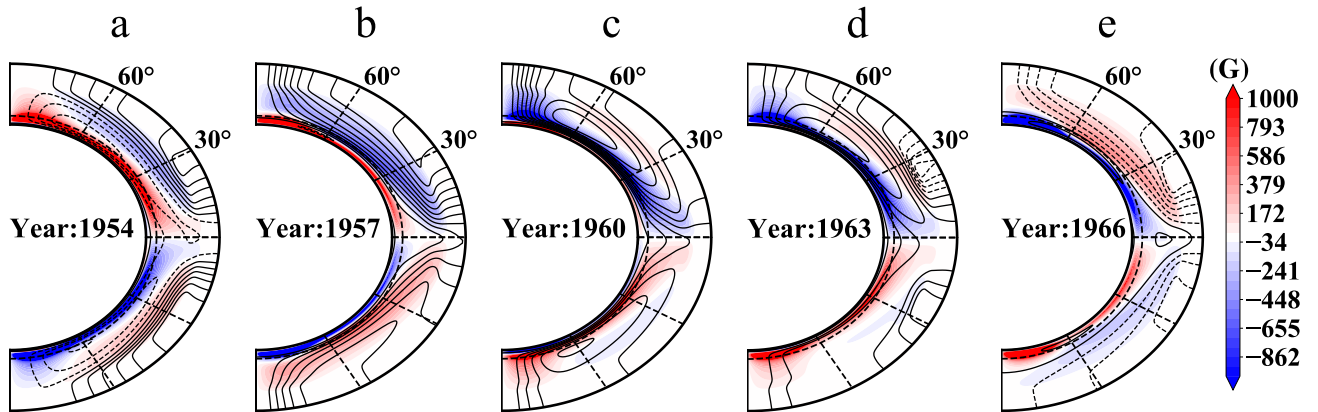 a b c d e
60° 60° 60° 60° 60° (G)
1000
30° 30° 30° 30° 30° 793
586
379
Year:1954 Year:1957 Year:1960 Year:1963 Year:1966 172
−34
−241
−448
−655
−862